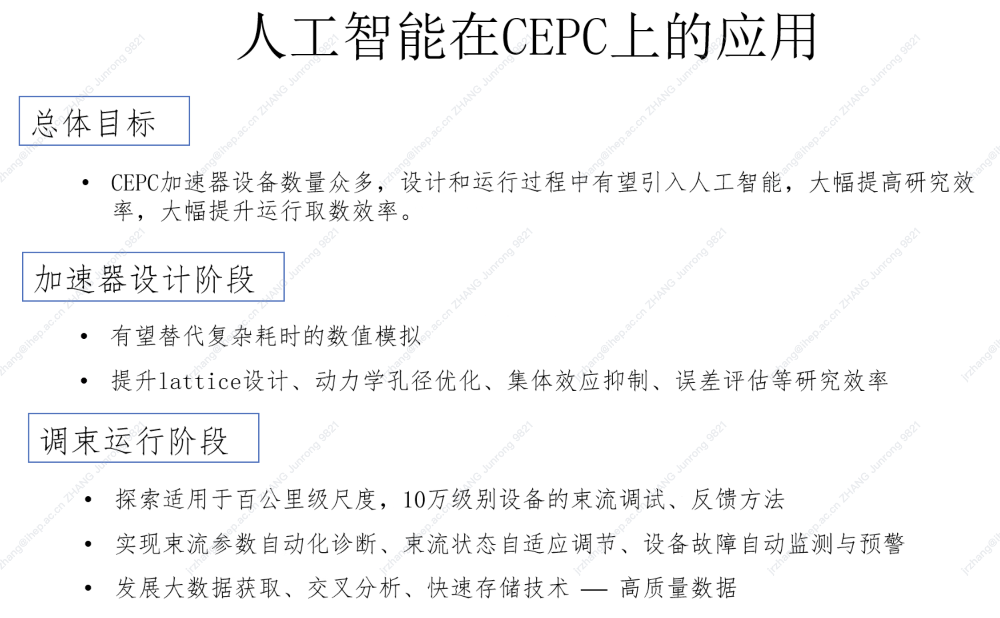 人工智能在CEPC上的应用
总体目标
• CEPC加速器设备数量众多，设计和运行过程中有望引入人工智能，大幅提高研究效
率，大幅提升运行取数效率。
加速器设计阶段
• 有望替代复杂耗时的数值模拟
• 提升lattice设计、动力学孔径优化、集体效应抑制、误差评估等研究效率
调束运行阶段
• 探索适用于百公里级尺度，10万级别设备的束流调试、反馈方法
• 实现束流参数自动化诊断、束流状态自适应调节、设备故障自动监测与预警
• 发展大数据获取、交叉分析、快速存储技术 — 高质量数据
jrzhang@ihep.ac.cn ZHANG Junrong 9821